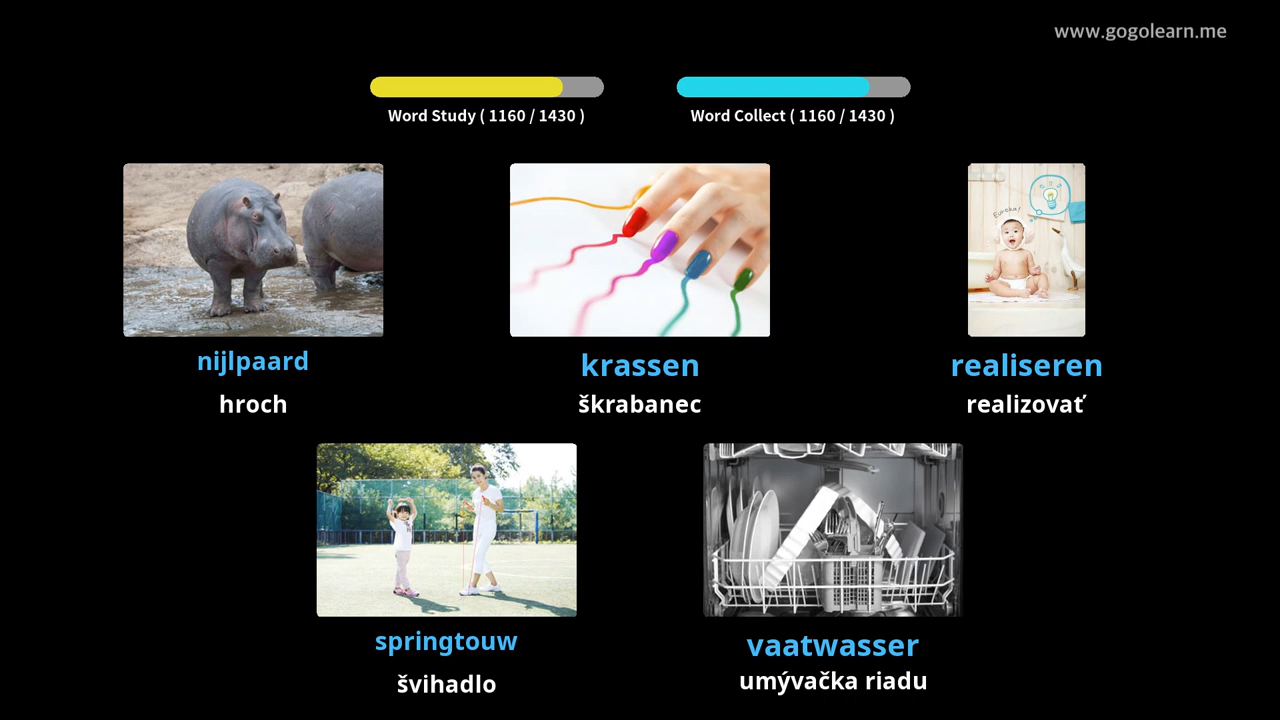 www.gogolearn.me
Word Study ( 1160 / 1430 )
Word Collect ( 1160 / 1430 )
Eureka!
nijlpaard
krassen
realiseren
hroch
škrabanec
realizovať
springtouw
vaatwasser
švihadlo
umývačka riadu